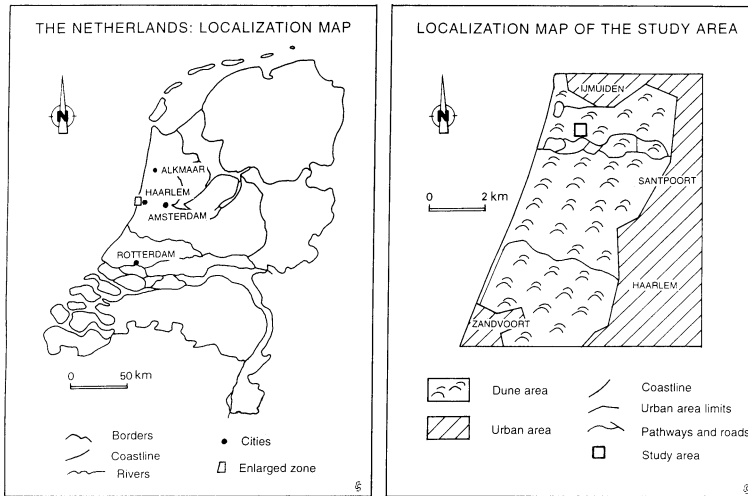 THE NETHERLANDS: LOCALIZATION MAP
N
ALKMAAR
HAARLEM
AMSTERDAM
ROTTERDAM
0 50 km
Borders
Coastline
Rivers
Cities
Enlarged zone
LOCALIZATION MAP OF THE STUDY AREA
N
IJMUIDEN
SANTPOORT
0 2 km
HAARLEM
ZANDVOORT
Dune area
Urban area
Coastline
Urban area limits
Pathways and roads
Study area